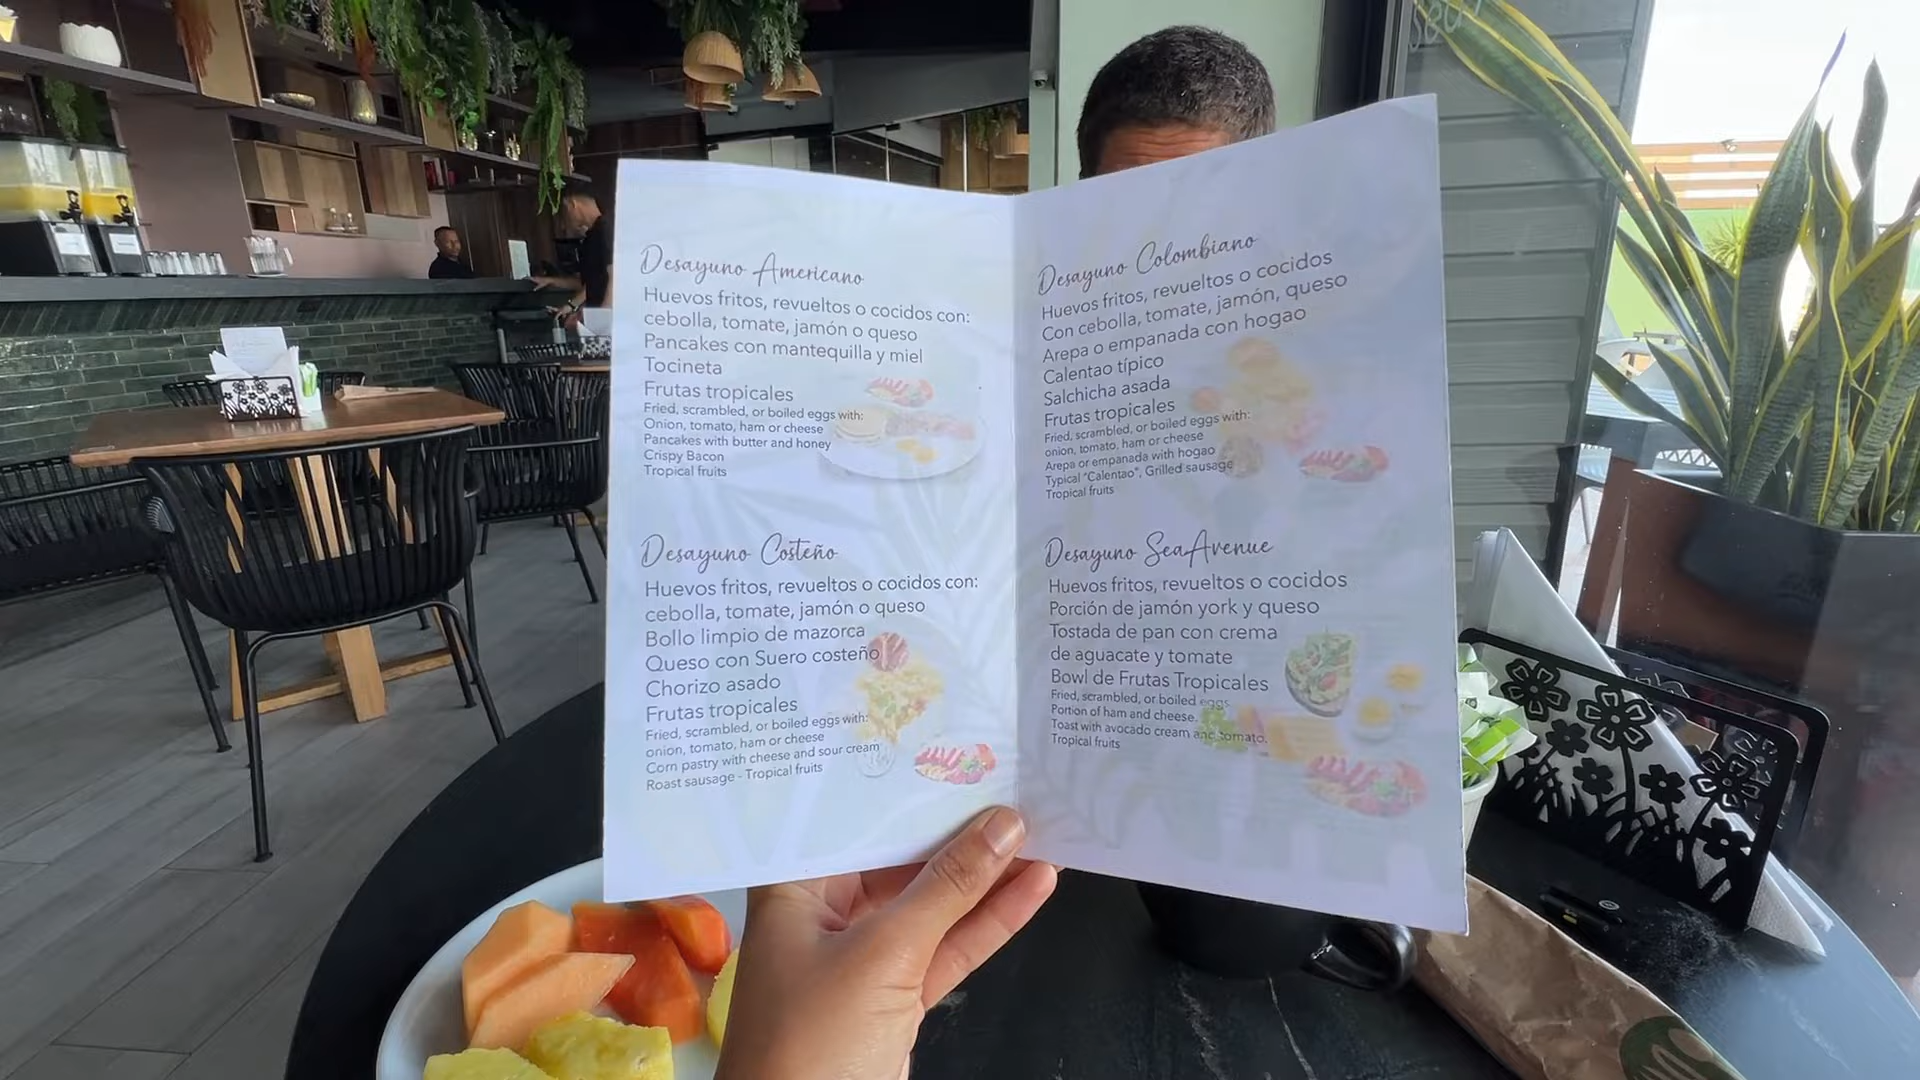 Desayuno Americano
Huevos fritos, revueltos o cocidos con:
cebolla, tomate, jamón o queso
Pancakes con mantequilla y miel
Tocineta
Frutas tropicales
Fried, scrambled, or boiled eggs with:
Onion, tomato, ham or cheese
Pancakes with butter and honey
Crispy Bacon
Tropical fruits
Desayuno Costeño
Huevos fritos, revueltos o cocidos con:
cebolla, tomate, jamón o queso
Bollo limpio de mazorca
Queso con Suero costeño
Chorizo asado
Frutas tropicales
Fried, scrambled, or boiled eggs with:
onion, tomato, ham or cheese
Corn pastry with cheese and sour cream
Roast sausage - Tropical fruits
Desayuno Colombiano
Huevos fritos, revueltos o cocidos
Con cebolla, tomate, jamón, queso
Arepa o empanada con hogao
Calentao típico
Salchicha asada
Frutas tropicales
Fried, scrambled, or boiled eggs with:
onion, tomato, ham or cheese
Arepa or empanada with hogao
Typical "Calentao", Grilled sausage
Tropical fruits
Desayuno SeaAvenue
Huevos fritos, revueltos o cocidos
Porción de jamón york y queso
Tostada de pan con crema
de aguacate y tomate
Bowl de Frutas Tropicales
Fried, scrambled, or boiled eggs
Portion of ham and cheese.
Toast with avocado cream and tomato.
Tropical fruits